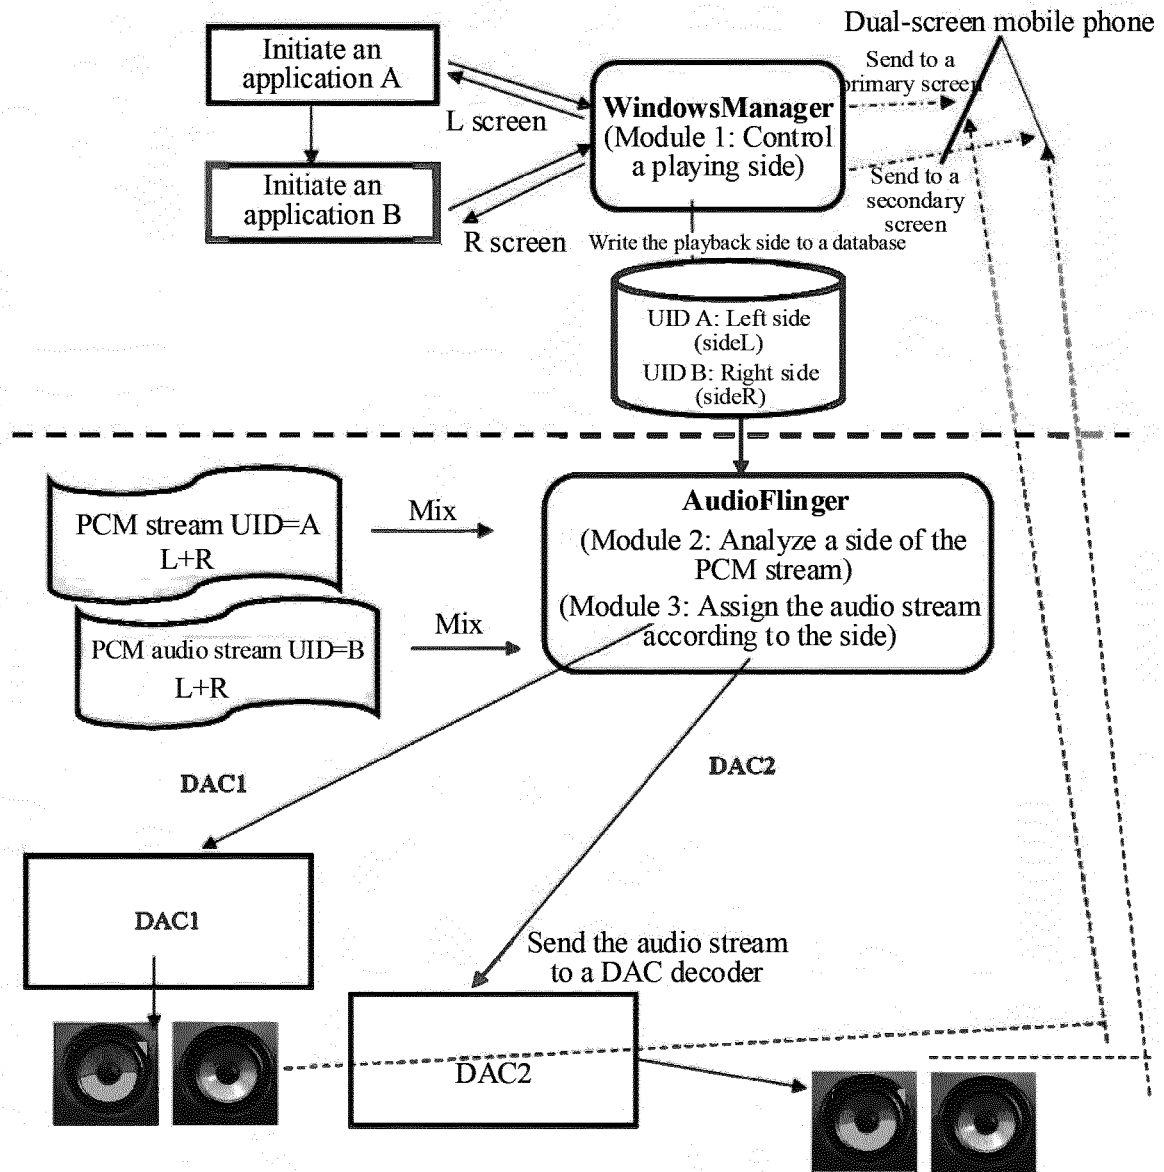 Dual-screen mobile phone
Initiate an
application A
Send to a
primary screen
L screen
WindowsManager
(Module 1: Control
a playing side)
Initiate an
application B
R screen
Send to a
secondary
screen
Write the playback side to a database
UID A: Left side
(sideL)
UID B: Right side
(sideR)
PCM stream UID=A
L+R
Mix
AudioFlinger
(Module 2: Analyze a side of the
PCM stream)
(Module 3: Assign the audio stream
according to the side)
PCM audio stream UID=B
L+R
Mix
DAC1
DAC2
DAC1
Send the audio stream
to a DAC decoder
DAC2